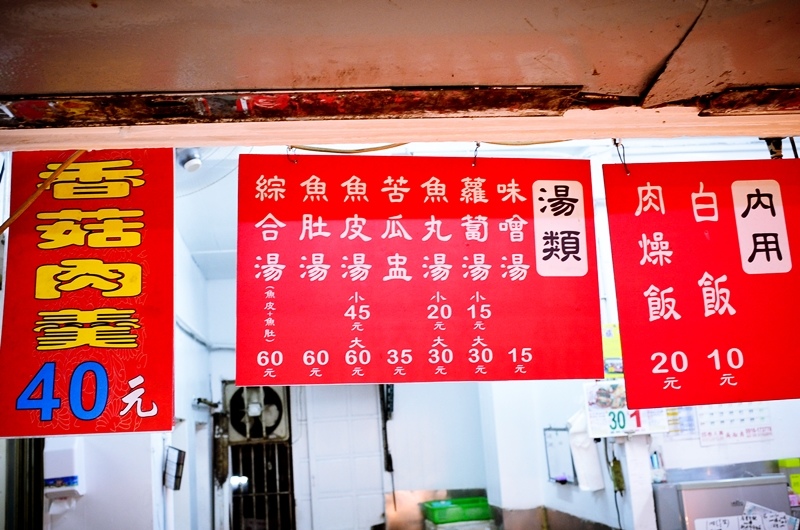 香菇肉羹
40元
湯類
味噌湯 15元
蘿蔔湯 小15元 大30元
魚丸湯 小20元 大30元
苦瓜盅 35元
魚皮湯 小45元 大60元
魚肚湯 60元
綜合湯(魚皮+魚肚) 60元
內用
白飯 10元
肉燥飯 20元
30 1